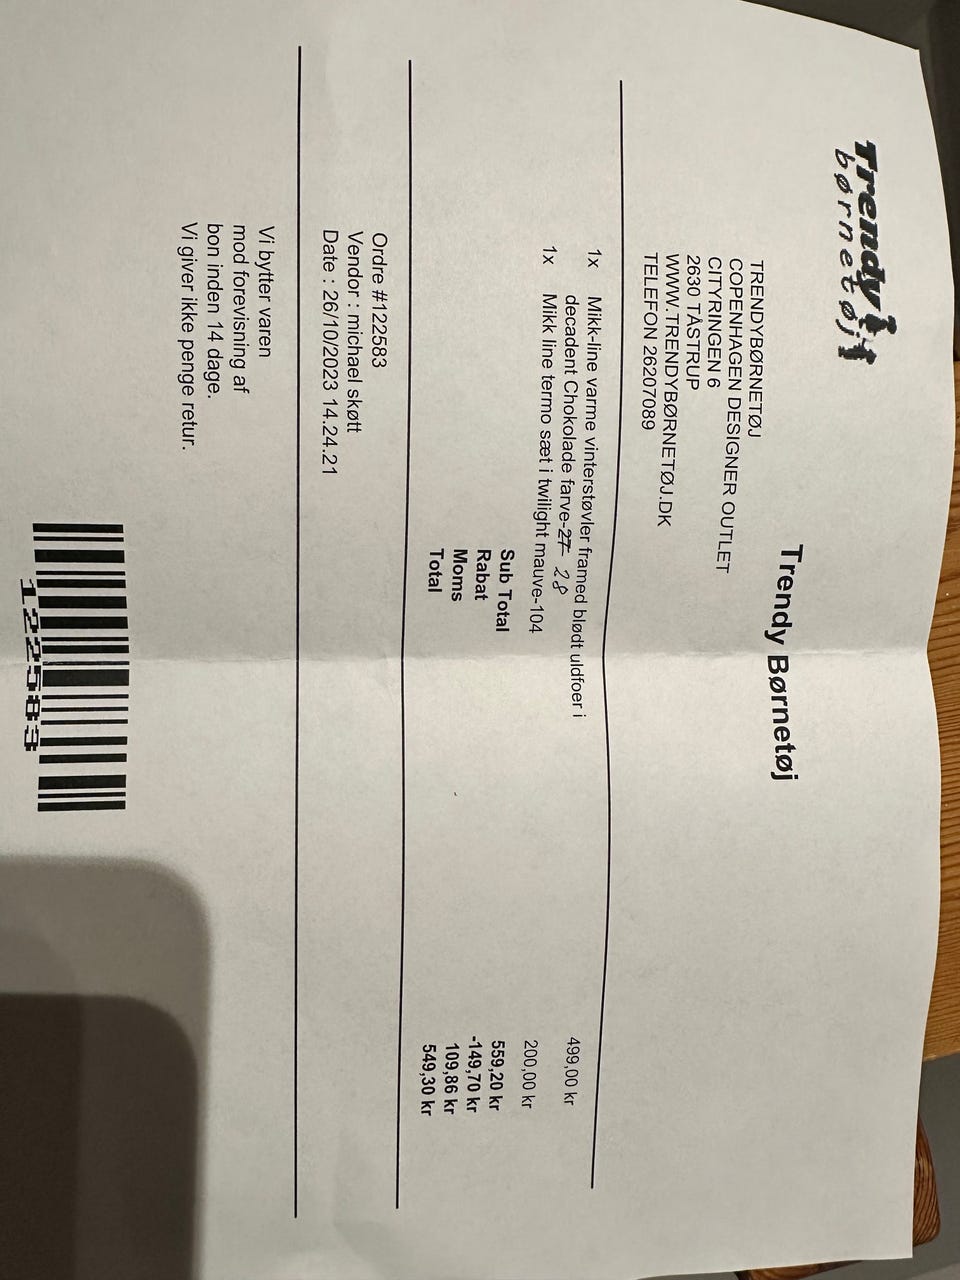 Trendy
børnetøj
Trendy Børnetøj
TRENDYBØRNETØJ
COPENHAGEN DESIGNER OUTLET
CITYRINGEN 6
2630 TÅSTRUP
WWW.TRENDYBØRNETØJ.DK
TELEFON 26207089
1x Mikk-line varme vinterstøvler framed blødt uldfoer i
decadent Chokolade farve-27 28 499,00 kr
1x Mikk line termo sæt i twilight mauve-104 200,00 kr
Sub Total 559,20 kr
Rabat -149,70 kr
Moms 109,86 kr
Total 549,30 kr
Ordre #122583
Vendor : michael skøtt
Date : 26/10/2023 14.24.21
Vi bytter varen
mod forevisning af
bon inden 14 dage.
Vi giver ikke penge retur.
122583